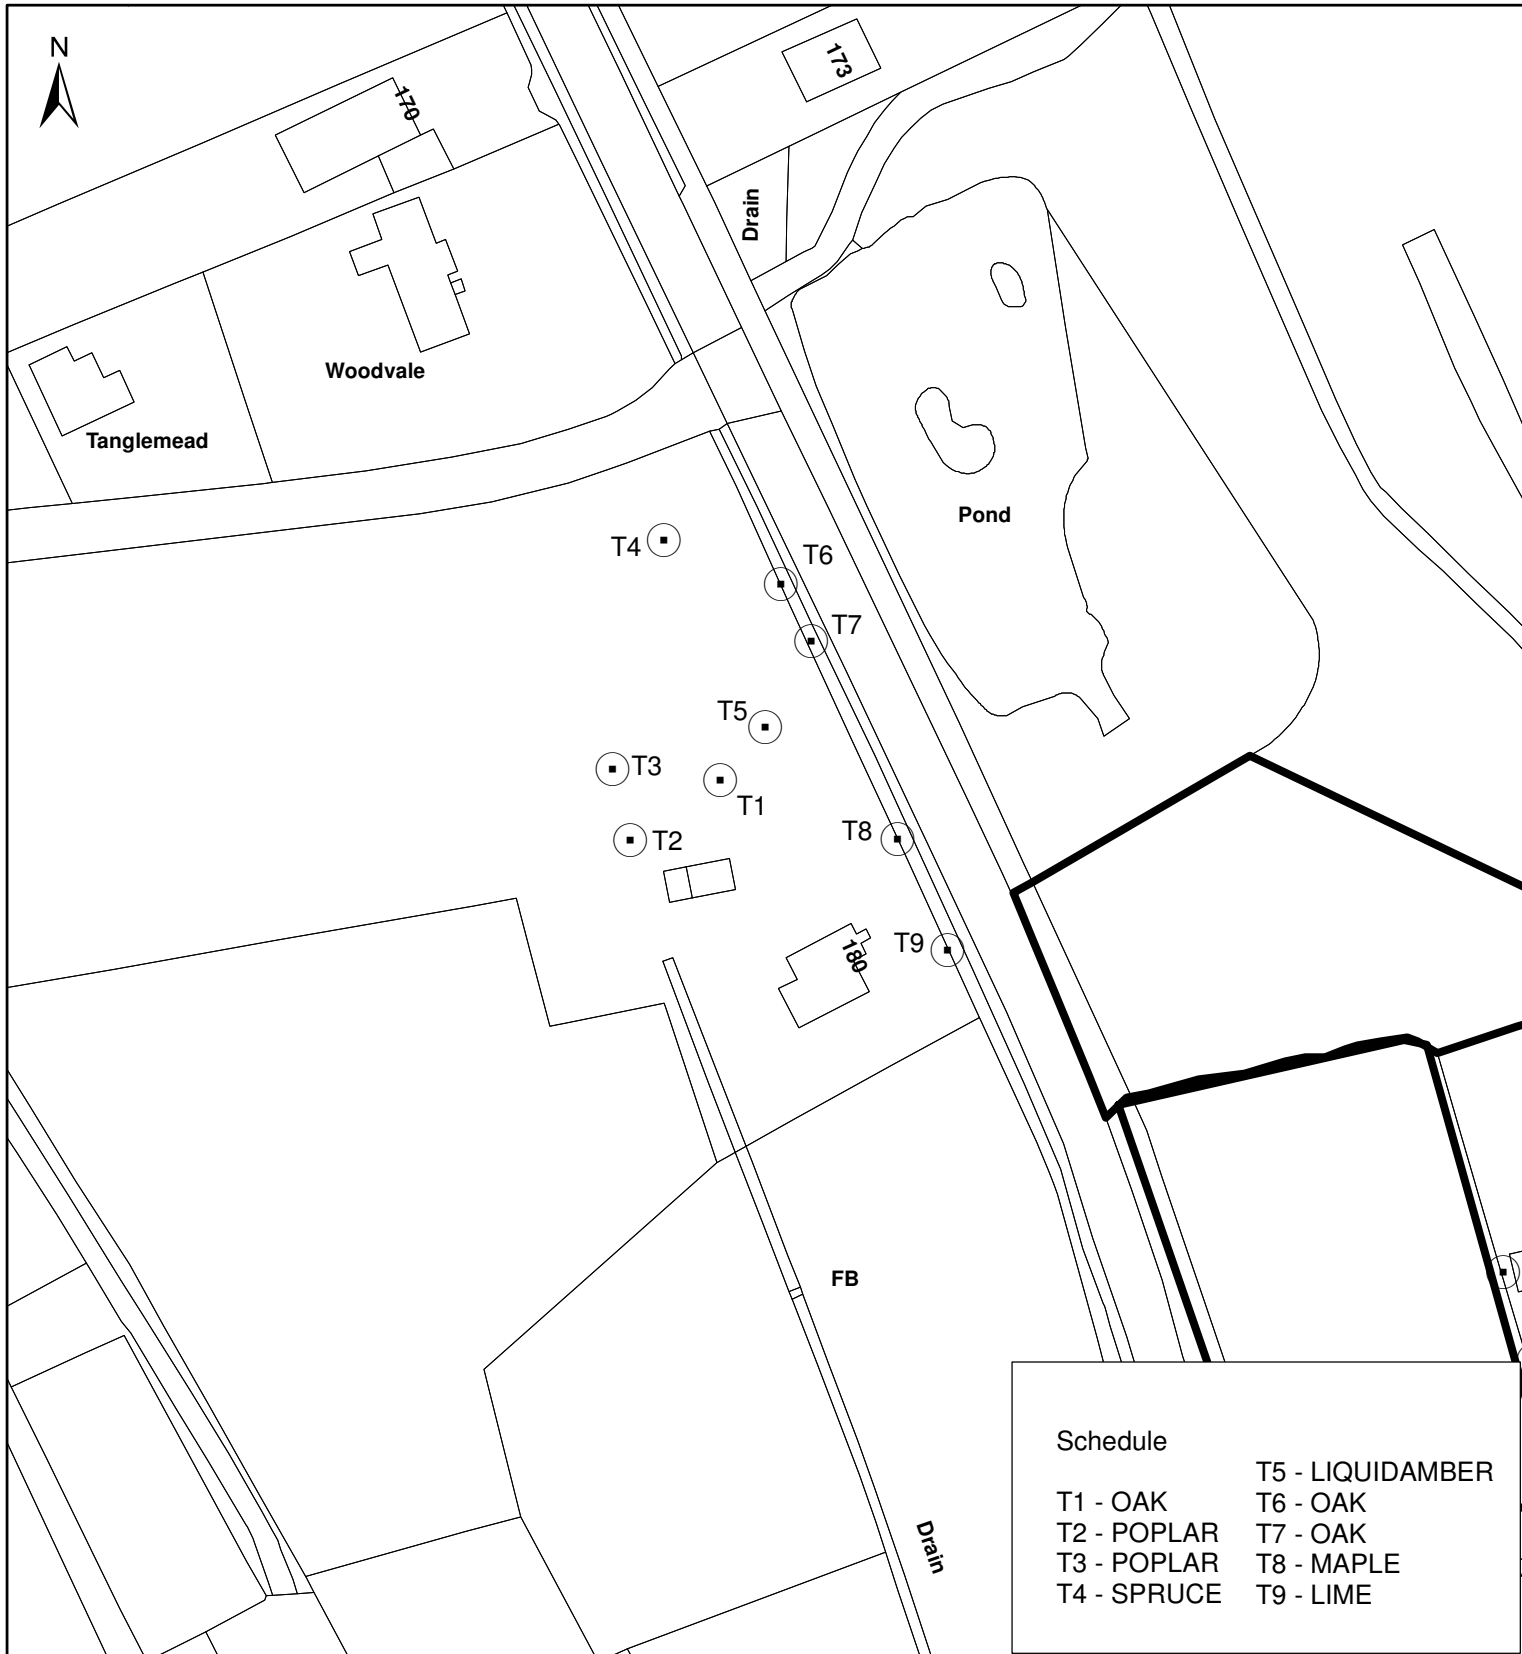 N
173
170
Drain
Woodvale
Tanglemead
Pond
T4
T6
T7
T5
T3
T1
T2
T8
T9
180
FB
Drain
Schedule
T1 - OAK
T2 - POPLAR
T3 - POPLAR
T4 - SPRUCE
T5 - LIQUIDAMBER
T6 - OAK
T7 - OAK
T8 - MAPLE
T9 - LIME